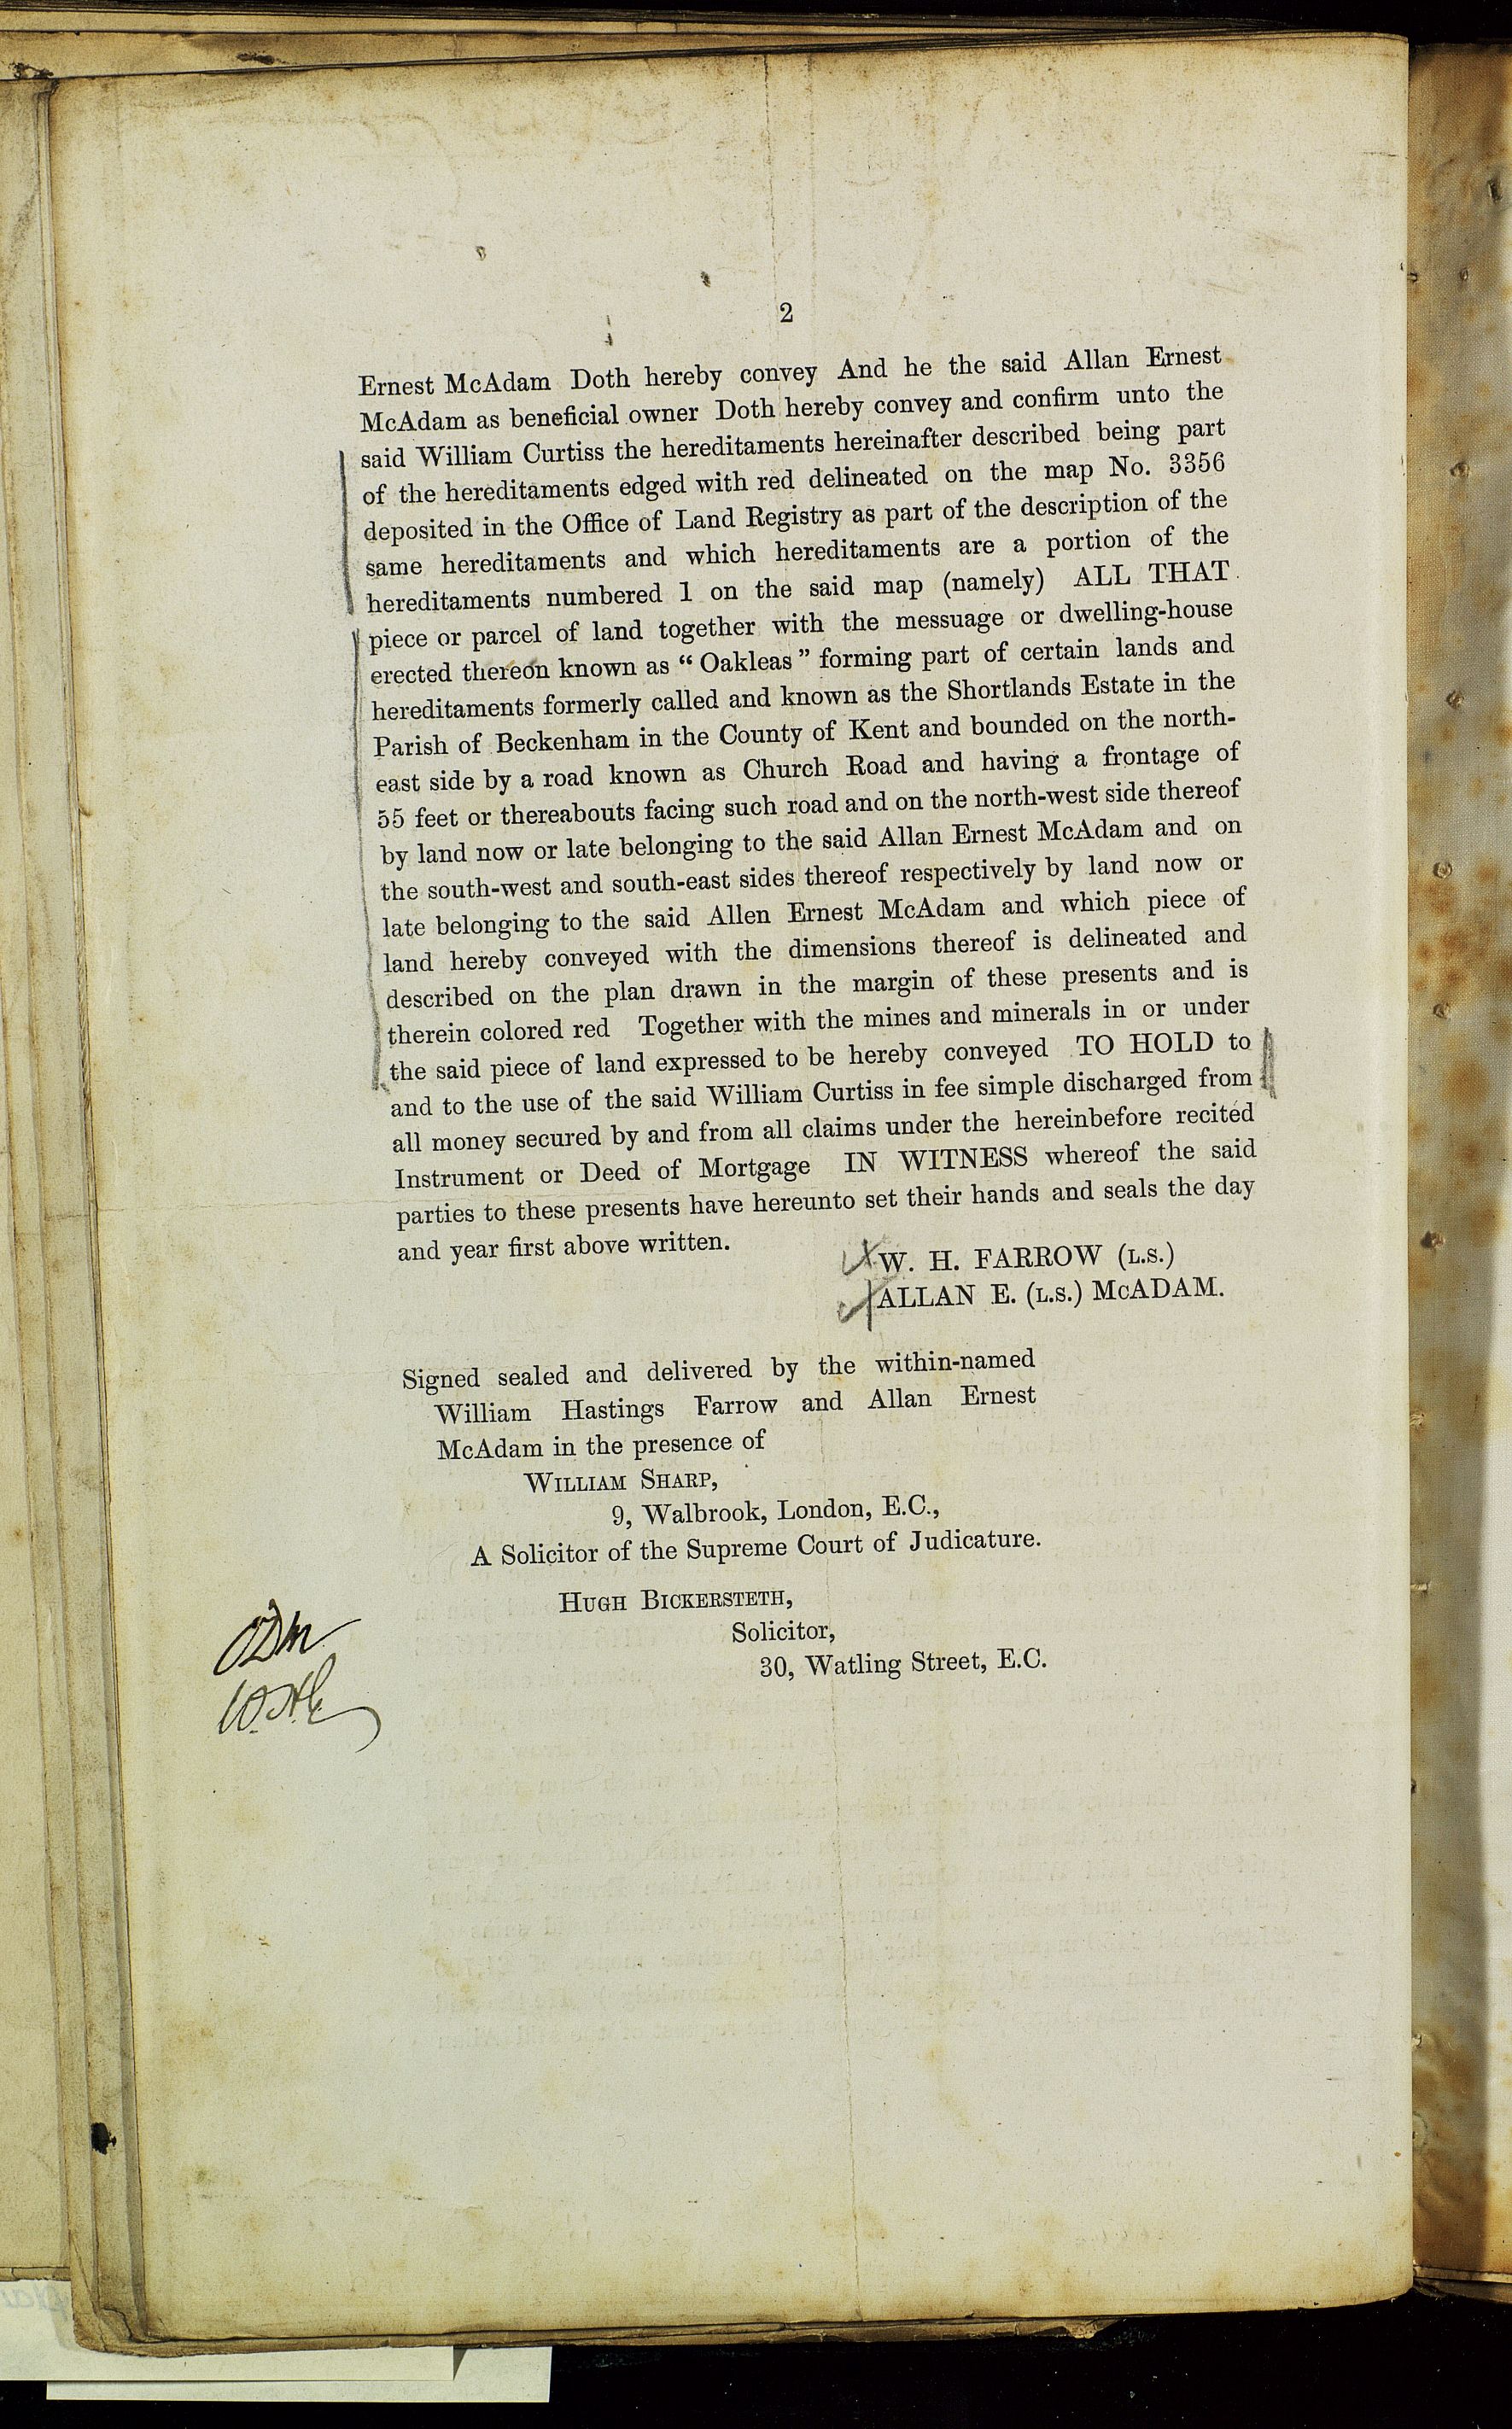 2
Ernest McAdam Doth hereby convey And he the said Allan Ernest
McAdam as beneficial owner Doth hereby convey and confirm unto the
said William Curtiss the hereditaments hereinafter described being part
of the hereditaments edged with red delineated on the map No. 3356
deposited in the Office of Land Registry as part of the description of the
same hereditaments and which hereditaments are a portion of the
hereditaments numbered 1 on the said map (namely) ALL THAT
piece or parcel of land together with the messuage or dwelling-house
erected thereon known as “ Oakleas ” forming part of certain lands and
hereditaments formerly called and known as the Shortlands Estate in the
Parish of Beckenham in the County of Kent and bounded on the north-
east side by a road known as Church Road and having a frontage of
55 feet or thereabouts facing such road and on the north-west side thereof
by land now or late belonging to the said Allan Ernest McAdam and on
the south-west and south-east sides thereof respectively by land now or
late belonging to the said Allen Ernest McAdam and which piece of
land hereby conveyed with the dimensions thereof is delineated and
described on the plan drawn in the margin of these presents and is
therein colored red Together with the mines and minerals in or under
the said piece of land expressed to be hereby conveyed TO HOLD to
and to the use of the said William Curtiss in fee simple discharged from
all money secured by and from all claims under the hereinbefore recited
Instrument or Deed of Mortgage IN WITNESS whereof the said
parties to these presents have hereunto set their hands and seals the day
and year first above written.
W. H. FARROW (L.S.)
ALLAN E. (L.S.) McADAM.
Signed sealed and delivered by the within-named
William Hastings Farrow and Allan Ernest
McAdam in the presence of
WILLIAM SHARP,
9, Walbrook, London, E.C.,
A Solicitor of the Supreme Court of Judicature.
HUGH BICKERSTETH,
Solicitor,
30, Watling Street, E.C.